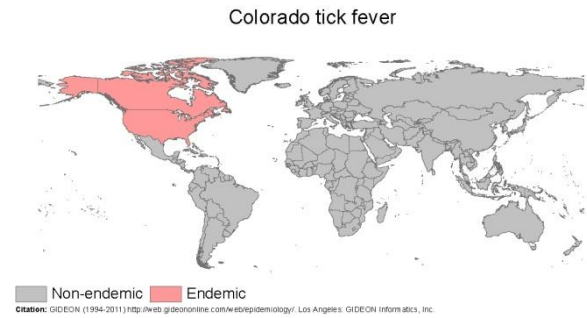 Colorado tick fever
Non-endemic Endemic
Citation: GIDEON (1994-2011) http://web.gideononline.com/web/epidemiology/. Los Angeles: GIDEON Informatics, Inc.